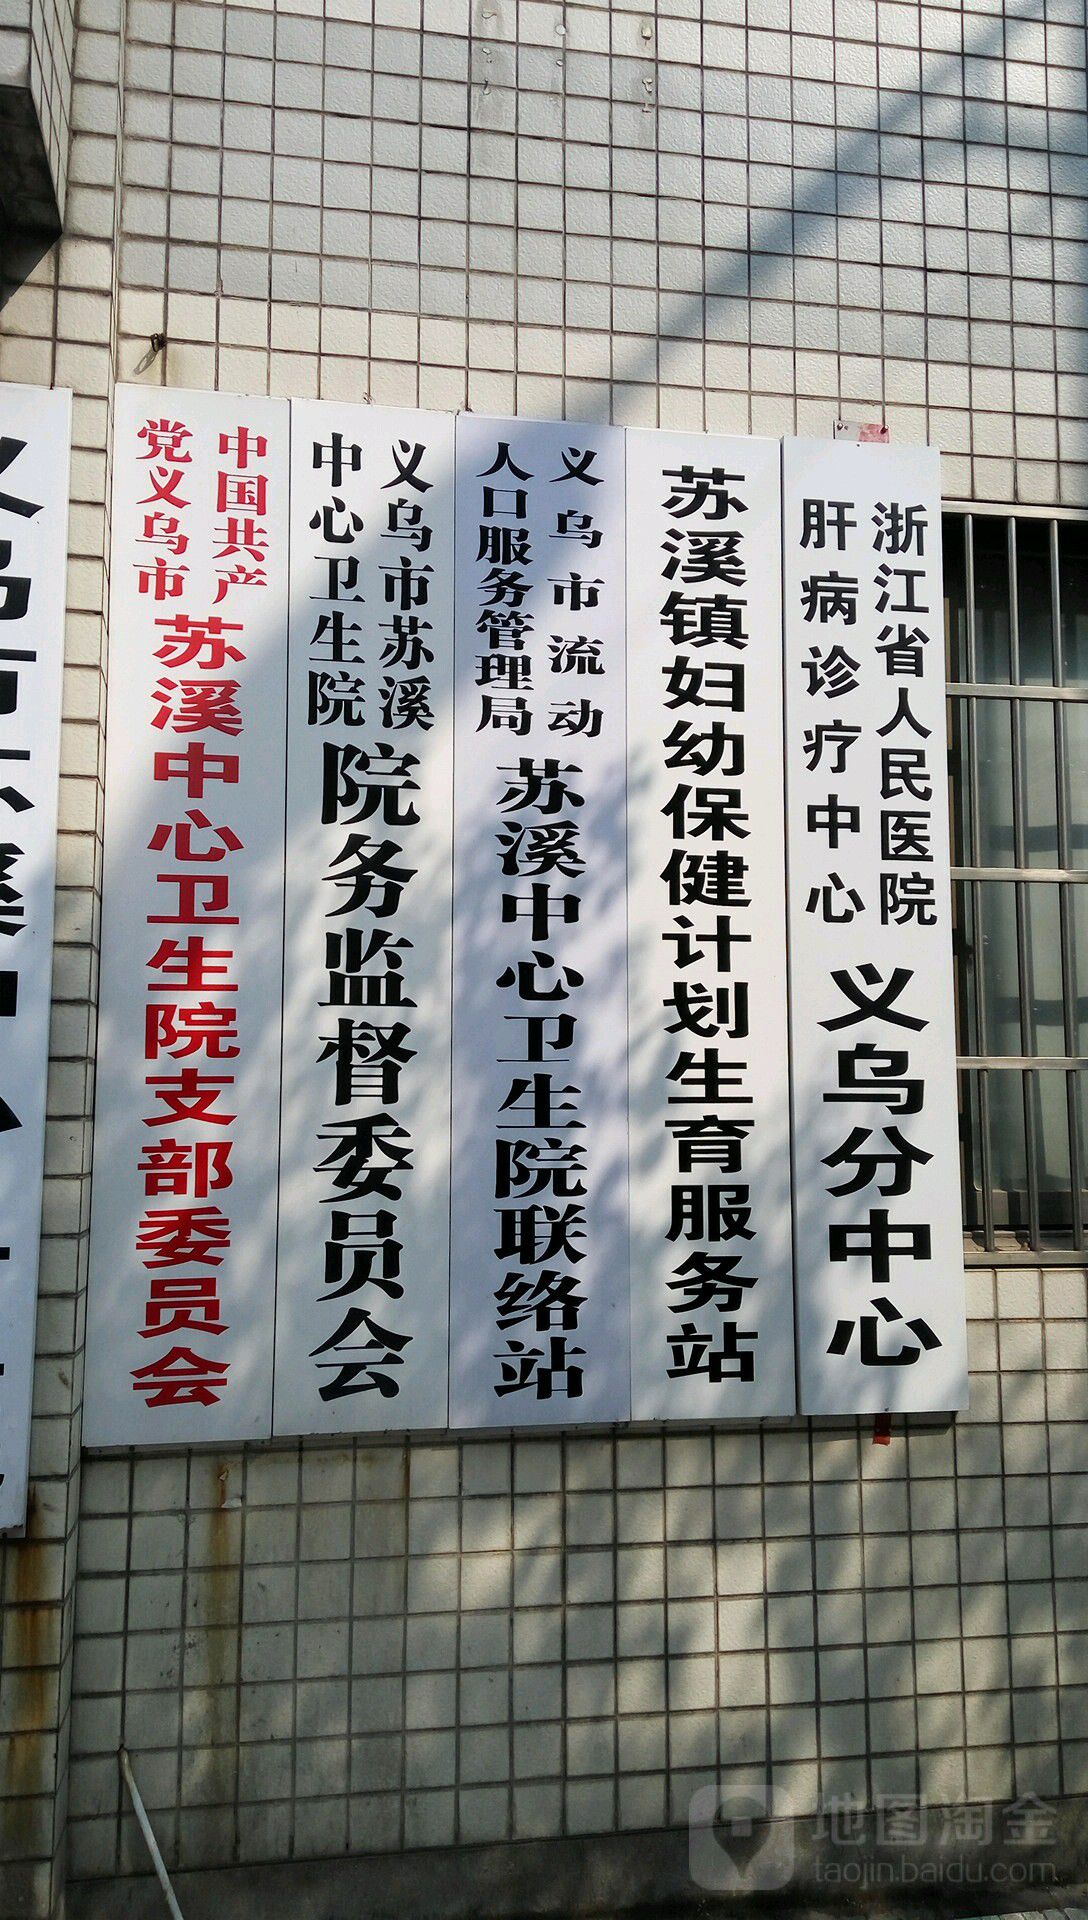 中国共产
党义乌市
苏溪中心卫生院支部委员会
义乌市苏溪
中心卫生院
院务监督委员会
义乌市流动
人口服务管理局
苏溪中心卫生院联络站
苏溪镇妇幼保健计划生育服务站
浙江省人民医院
肝病诊疗中心
义乌分中心
地图淘金
taojin.baidu.com